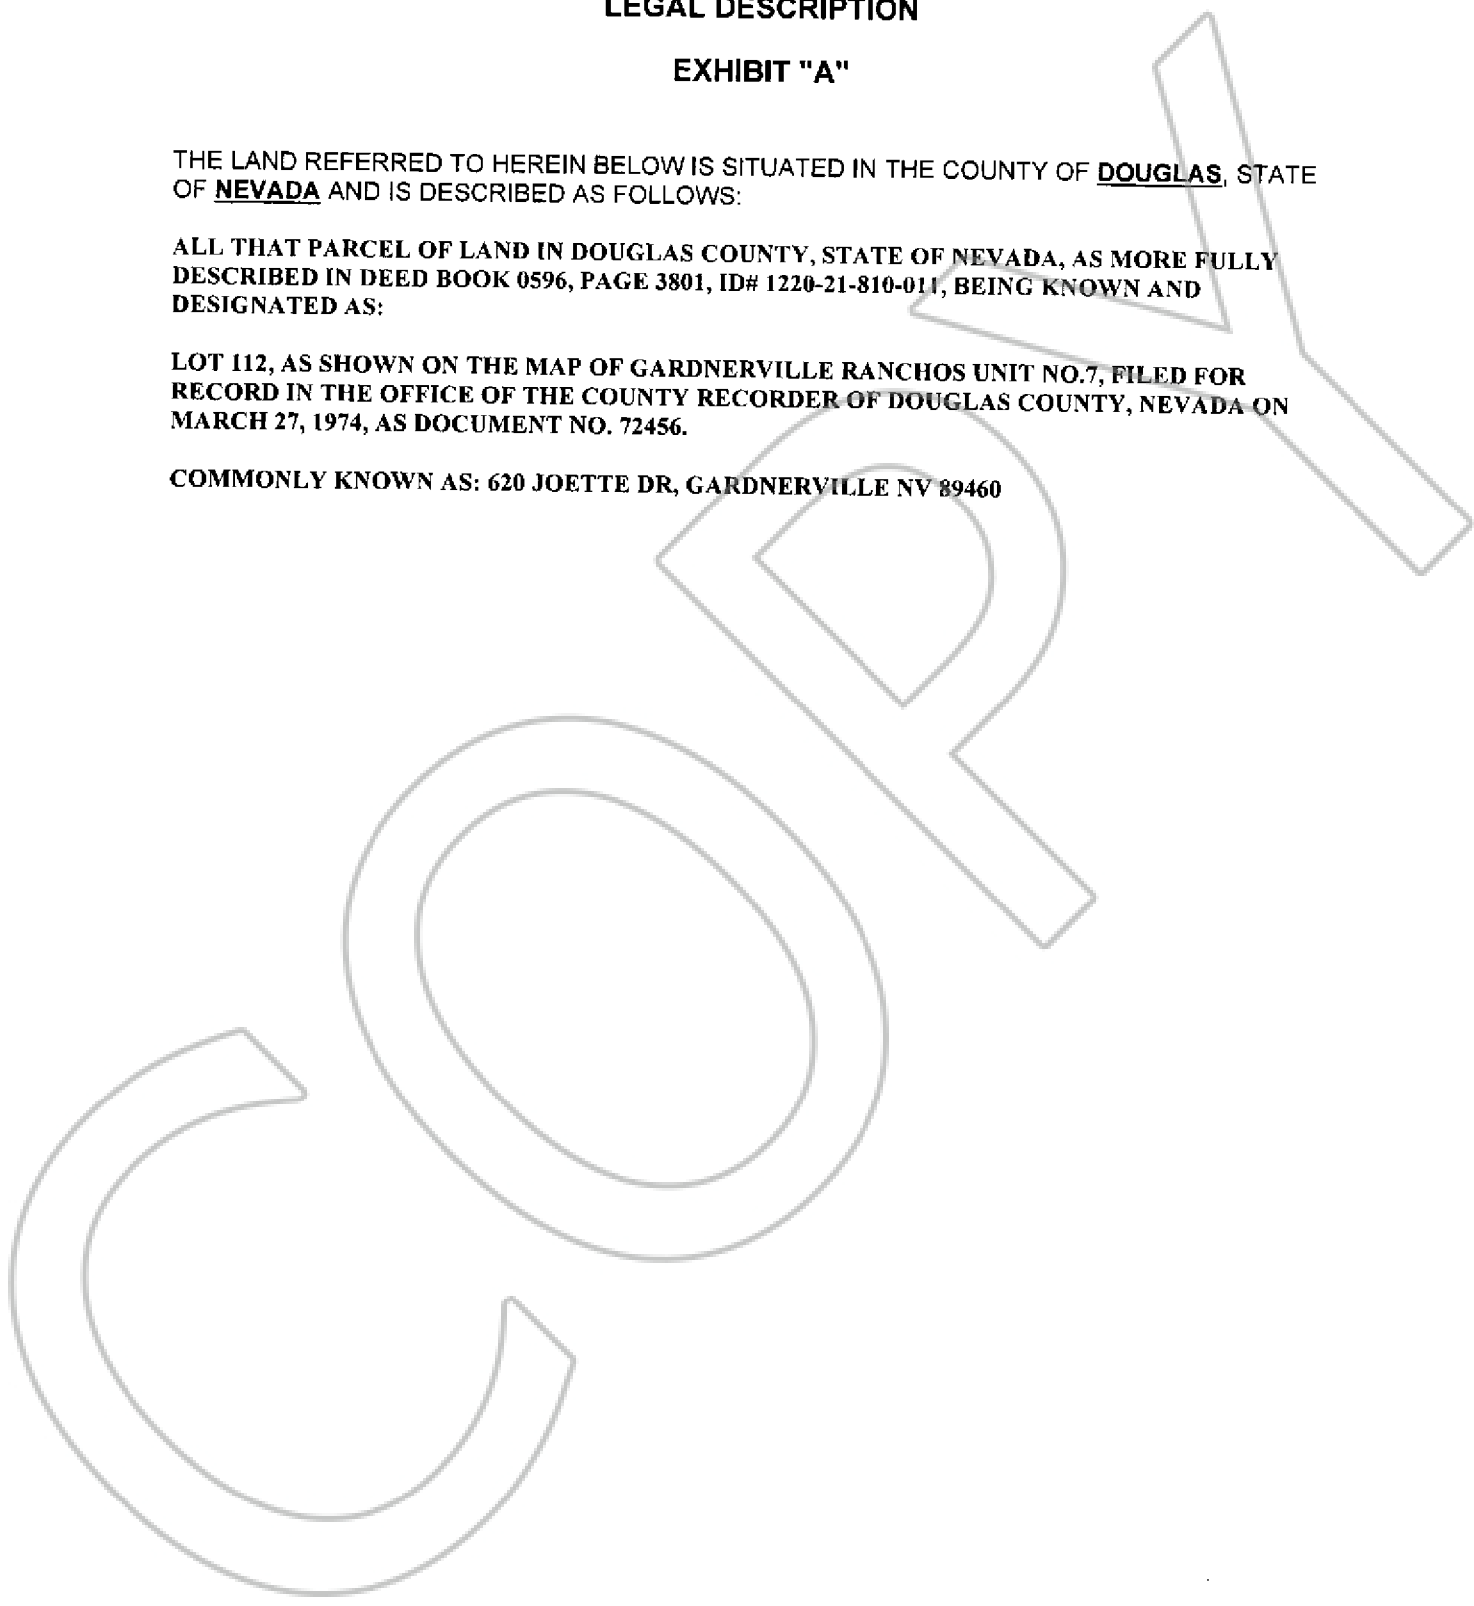 LEGAL DESCRIPTION
EXHIBIT "A"
THE LAND REFERRED TO HEREIN BELOW IS SITUATED IN THE COUNTY OF DOUGLAS, STATE
OF NEVADA AND IS DESCRIBED AS FOLLOWS:
ALL THAT PARCEL OF LAND IN DOUGLAS COUNTY, STATE OF NEVADA, AS MORE FULLY
DESCRIBED IN DEED BOOK 0596, PAGE 3801, ID# 1220-21-810-011, BEING KNOWN AND
DESIGNATED AS:
LOT 112, AS SHOWN ON THE MAP OF GARDNERVILLE RANCHOS UNIT NO.7, FILED FOR
RECORD IN THE OFFICE OF THE COUNTY RECORDER OF DOUGLAS COUNTY, NEVADA ON
MARCH 27, 1974, AS DOCUMENT NO. 72456.
COMMONLY KNOWN AS: 620 JOETTE DR, GARDNERVILLE NV 89460
COPY